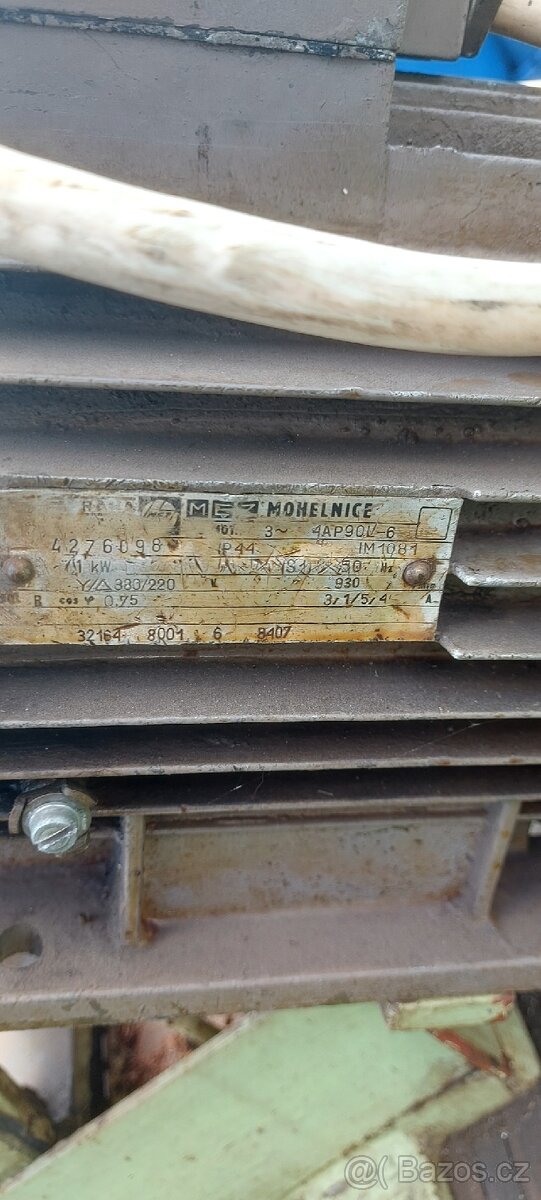 MEZ MOHELNICE
3~ 4AP90L-6
4276098 IP44 IM1081
1,1 kW 50 Hz
Y/△ 380/220 V 930
R cos φ 0,75 3,1/5,4 A
32164 8001 6 8407
@Bazos.cz